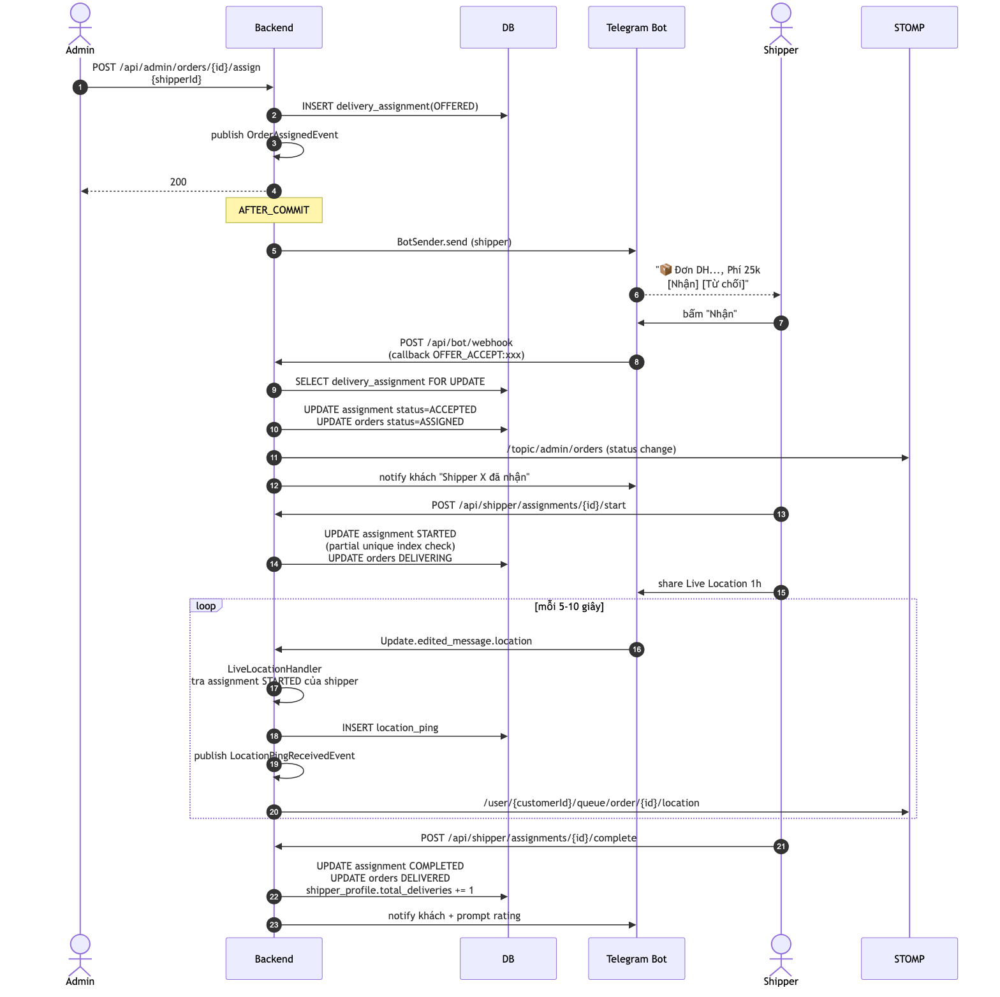 Admin
Backend
DB
Telegram Bot
Shipper
STOMP
POST /api/admin/orders/{id}/assign
{shipperId}
1
INSERT delivery_assignment(OFFERED)
2
publish OrderAssignedEvent
3
200
4
AFTER_COMMIT
BotSender.send (shipper)
5
"📦 Đơn DH..., Phí 25k
[Nhận] [Từ chối]"
6
bấm "Nhận"
7
POST /api/bot/webhook
(callback OFFER_ACCEPT:xxx)
8
SELECT delivery_assignment FOR UPDATE
9
UPDATE assignment status=ACCEPTED
UPDATE orders status=ASSIGNED
10
/topic/admin/orders (status change)
11
notify khách "Shipper X đã nhận"
12
POST /api/shipper/assignments/{id}/start
13
UPDATE assignment STARTED
(partial unique index check)
UPDATE orders DELIVERING
14
share Live Location 1h
15
loop
[mỗi 5-10 giây]
Update.edited_message.location
16
LiveLocationHandler
tra assignment STARTED của shipper
17
INSERT location_ping
18
publish LocationPingReceivedEvent
19
/user/{customerId}/queue/order/{id}/location
20
POST /api/shipper/assignments/{id}/complete
21
UPDATE assignment COMPLETED
UPDATE orders DELIVERED
shipper_profile.total_deliveries += 1
22
notify khách + prompt rating
23
Admin
Backend
DB
Telegram Bot
Shipper
STOMP